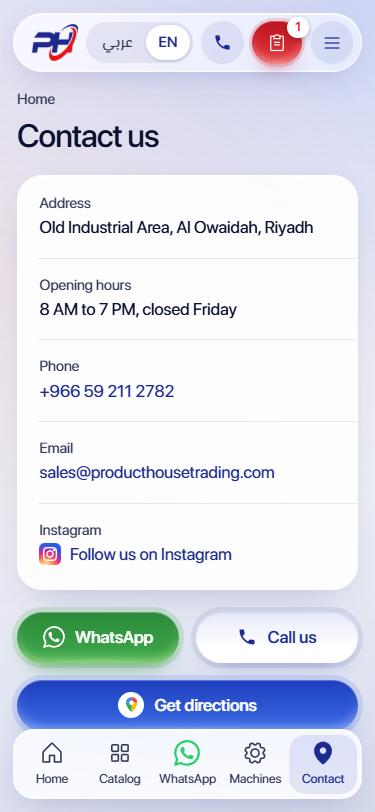 PH
عربي
EN
1
Home
Contact us
Address
Old Industrial Area, Al Owaidah, Riyadh
Opening hours
8 AM to 7 PM, closed Friday
Phone
+966 59 211 2782
Email
sales@producthousetrading.com
Instagram
Follow us on Instagram
WhatsApp
Call us
Get directions
Home
Catalog
WhatsApp
Machines
Contact